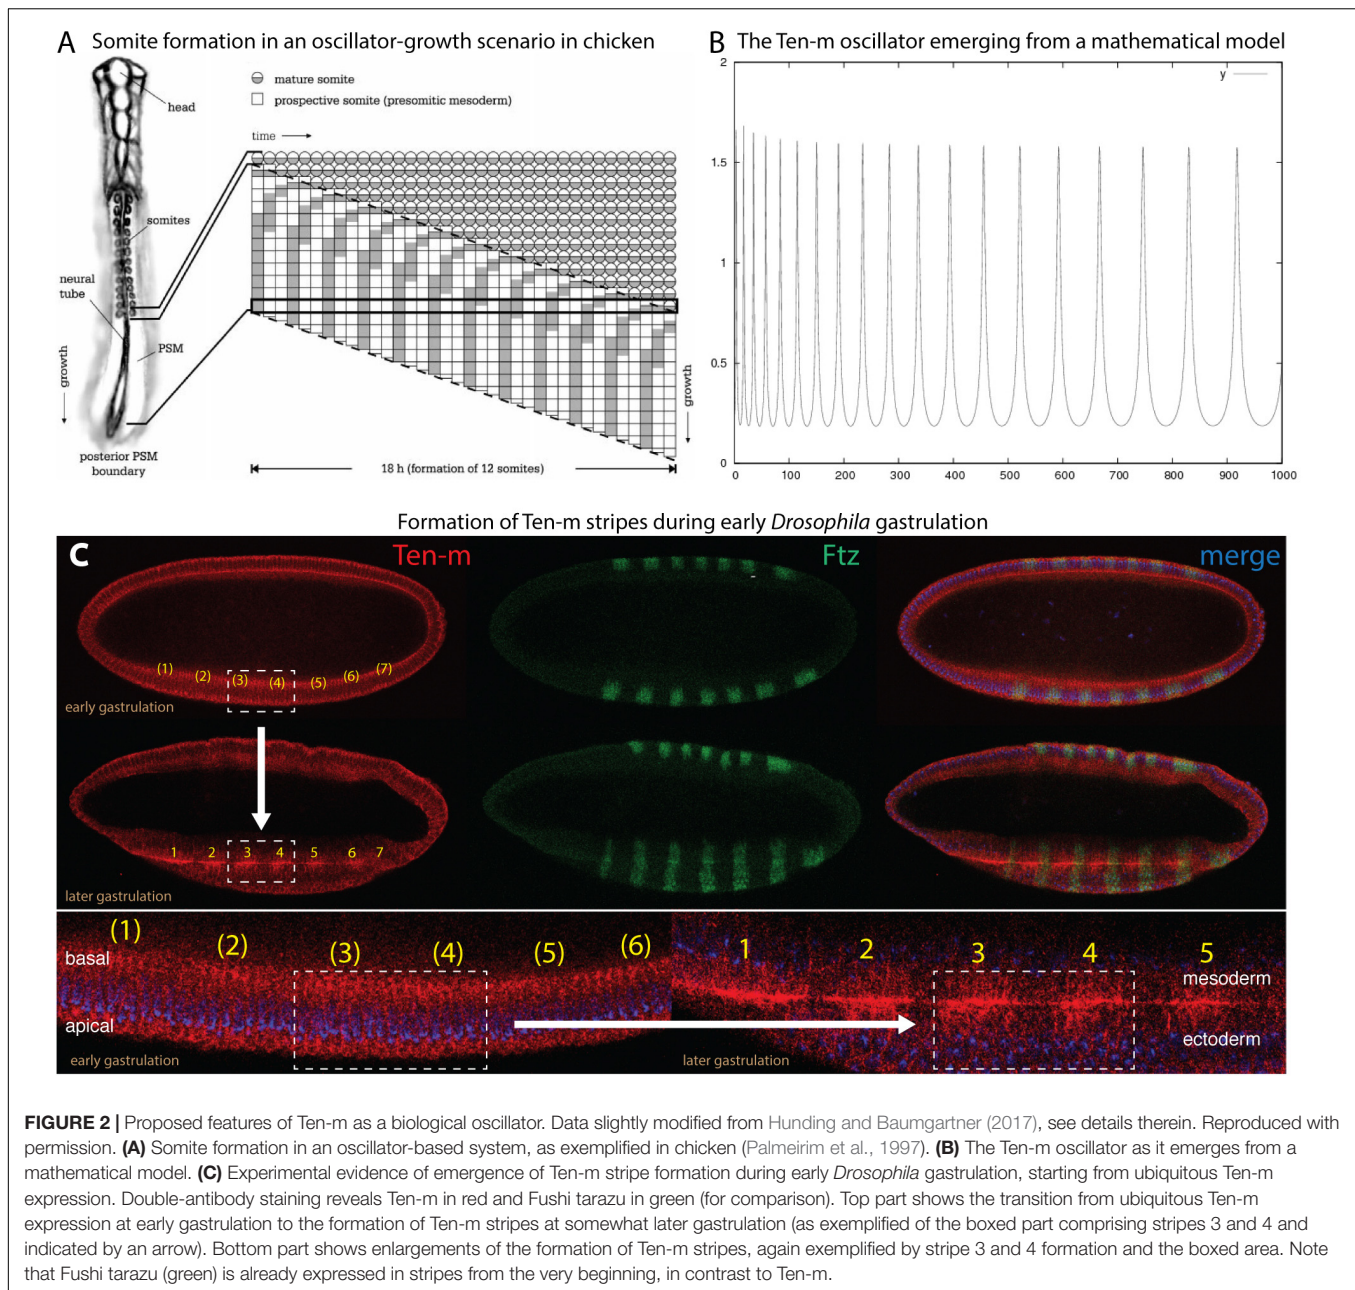 A Somite formation in an oscillator-growth scenario in chicken
head
somites
neural
tube
PSM
growth
posterior PSM
boundary
mature somite
prospective somite (presomitic mesoderm)
time
growth
18 h (formation of 12 somites)
B The Ten-m oscillator emerging from a mathematical model
y
2
1.5
1
0.5
0
0 100 200 300 400 500 600 700 800 900 1000
Formation of Ten-m stripes during early Drosophila gastrulation
C Ten-m Ftz merge
(1) (2) (3) (4) (5) (6) (7)
early gastrulation
1 2 3 4 5 6 7
later gastrulation
(1) (2) (3) (4) (5) (6)
basal
apical
early gastrulation
1 2 3 4 5
mesoderm
ectoderm
later gastrulation
FIGURE 2 | Proposed features of Ten-m as a biological oscillator. Data slightly modified from Hunding and Baumgartner (2017), see details therein. Reproduced with
permission. (A) Somite formation in an oscillator-based system, as exemplified in chicken (Palmeirim et al., 1997). (B) The Ten-m oscillator as it emerges from a
mathematical model. (C) Experimental evidence of emergence of Ten-m stripe formation during early Drosophila gastrulation, starting from ubiquitous Ten-m
expression. Double-antibody staining reveals Ten-m in red and Fushi tarazu in green (for comparison). Top part shows the transition from ubiquitous Ten-m
expression at early gastrulation to the formation of Ten-m stripes at somewhat later gastrulation (as exemplified of the boxed part comprising stripes 3 and 4 and
indicated by an arrow). Bottom part shows enlargements of the formation of Ten-m stripes, again exemplified by stripe 3 and 4 formation and the boxed area. Note
that Fushi tarazu (green) is already expressed in stripes from the very beginning, in contrast to Ten-m.